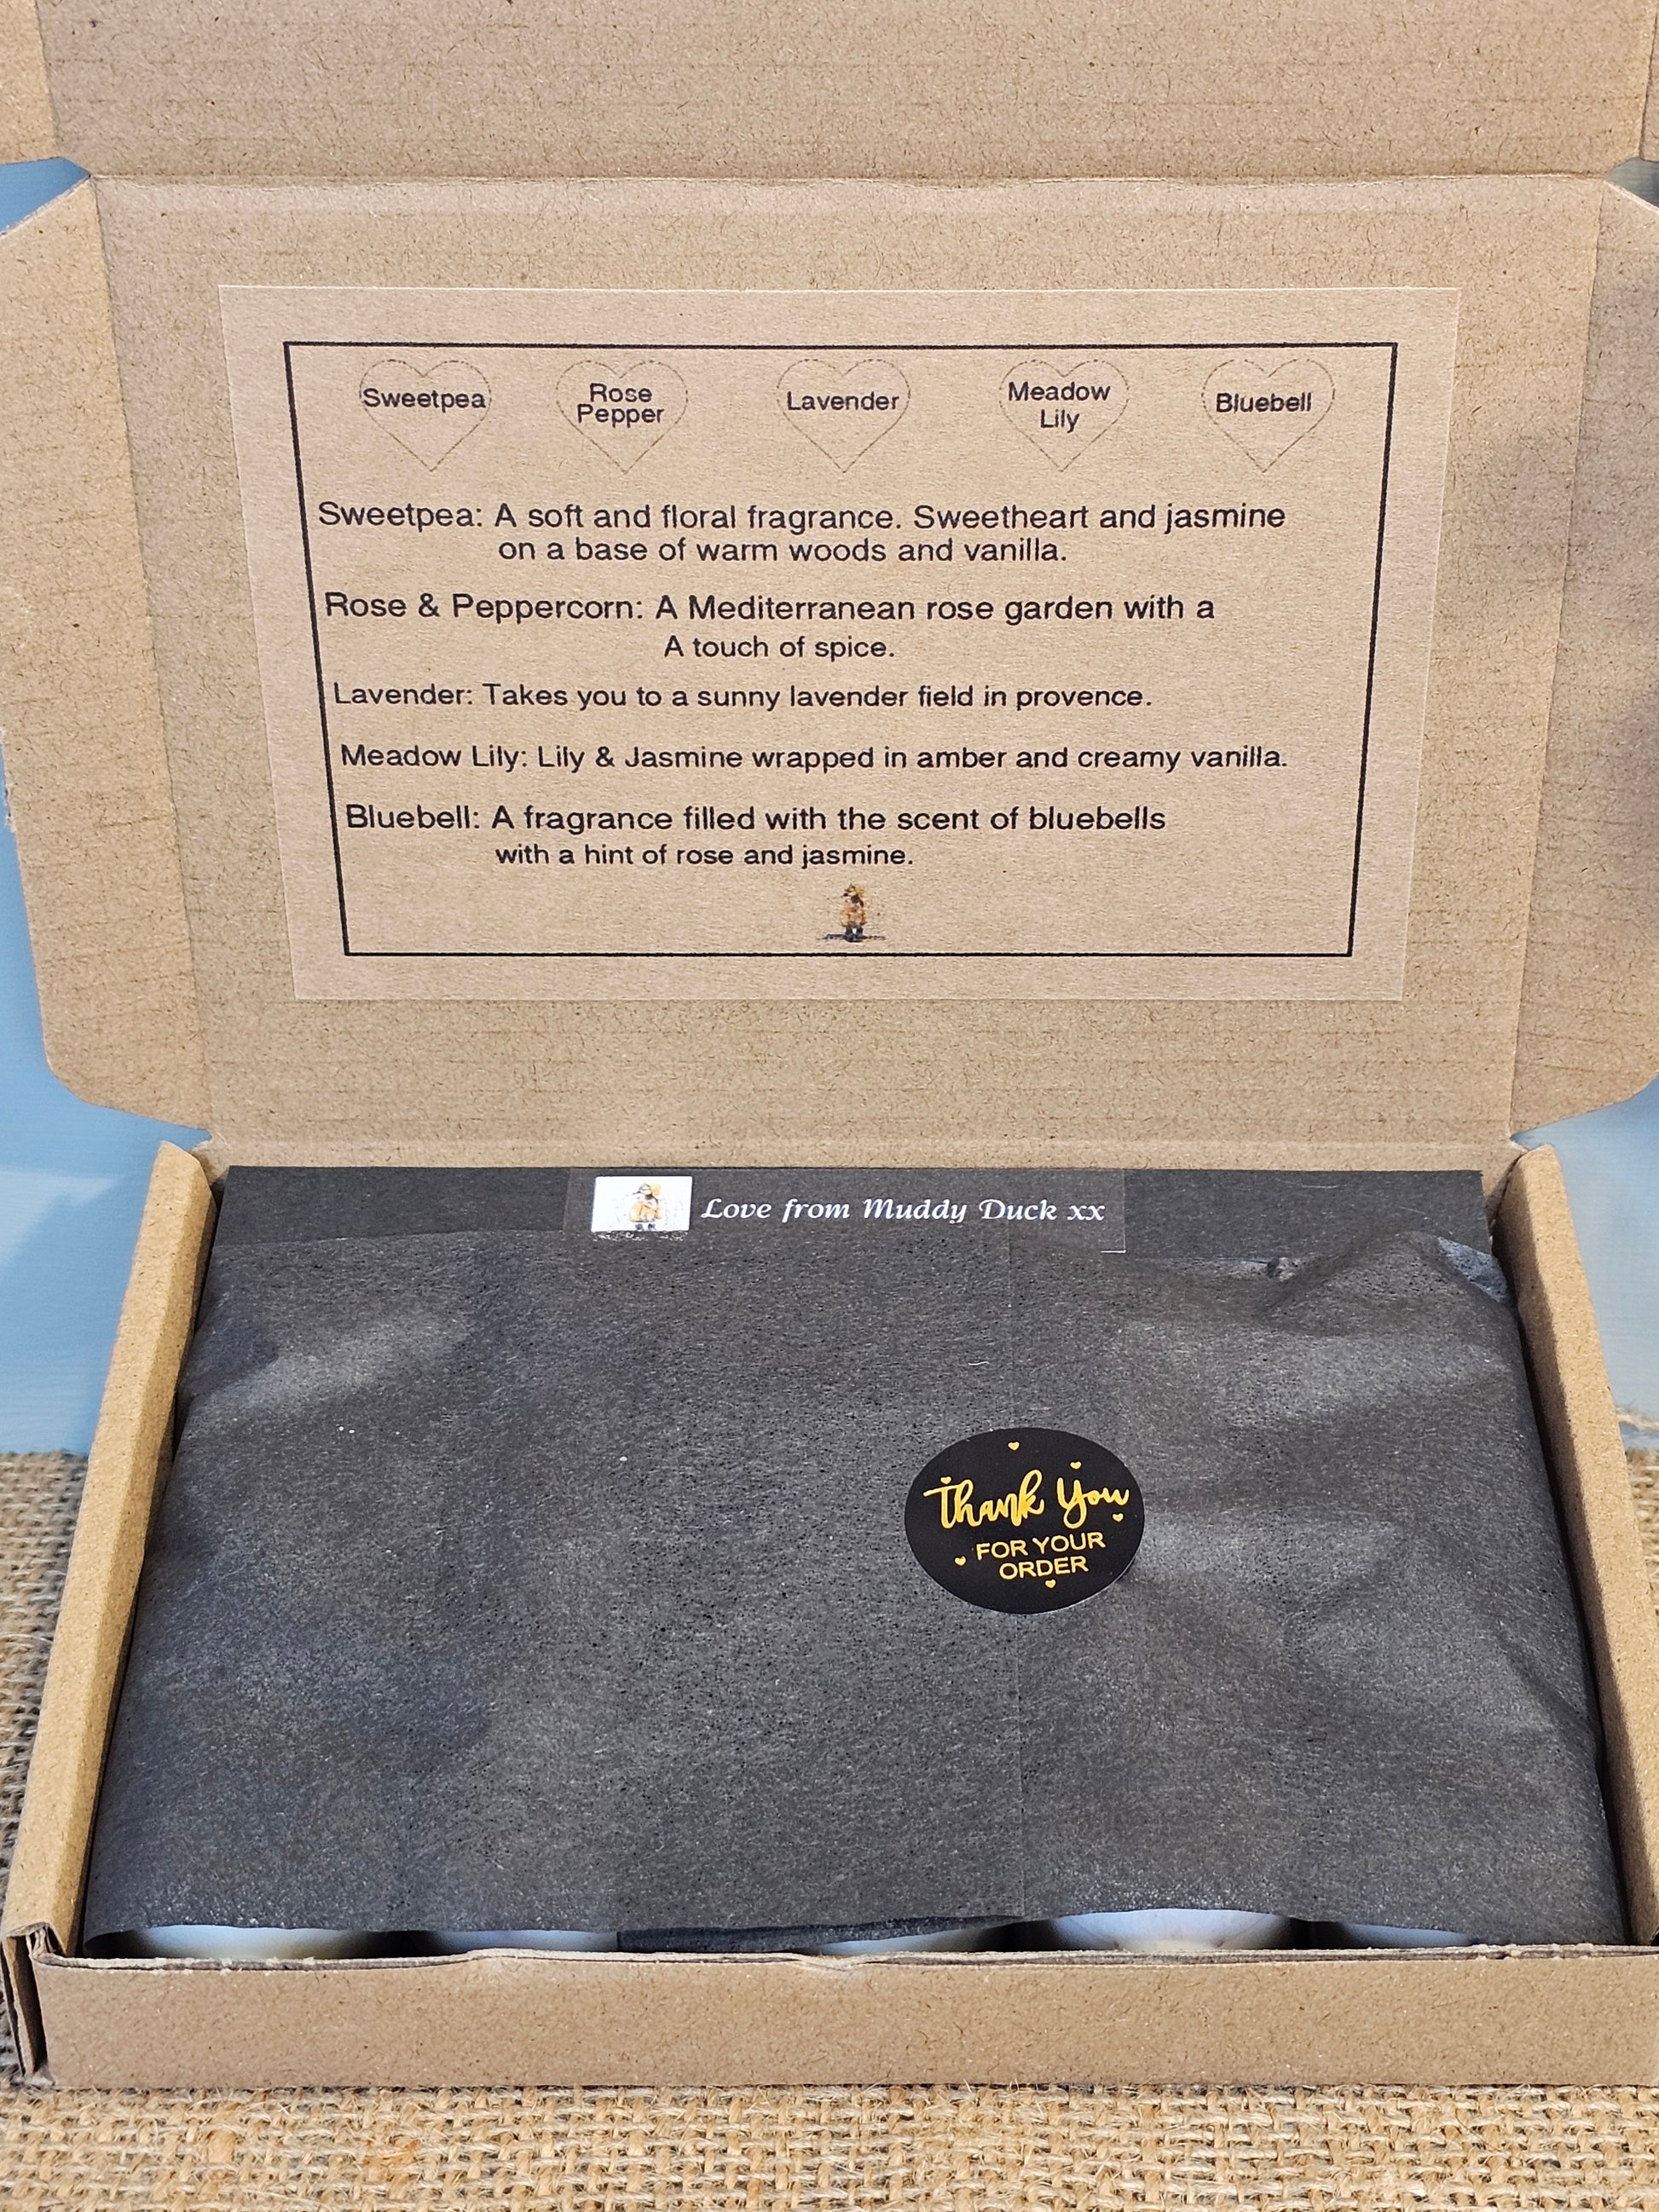 Sweetpea
Rose
Pepper
Lavender
Meadow
Lily
Bluebell
Sweetpea: A soft and floral fragrance. Sweetheart and jasmine
on a base of warm woods and vanilla.
Rose & Peppercorn: A Mediterranean rose garden with a
A touch of spice.
Lavender: Takes you to a sunny lavender field in provence.
Meadow Lily: Lily & Jasmine wrapped in amber and creamy vanilla.
Bluebell: A fragrance filled with the scent of bluebells
with a hint of rose and jasmine.
Love from Muddy Duck xx
Thank You
FOR YOUR
ORDER